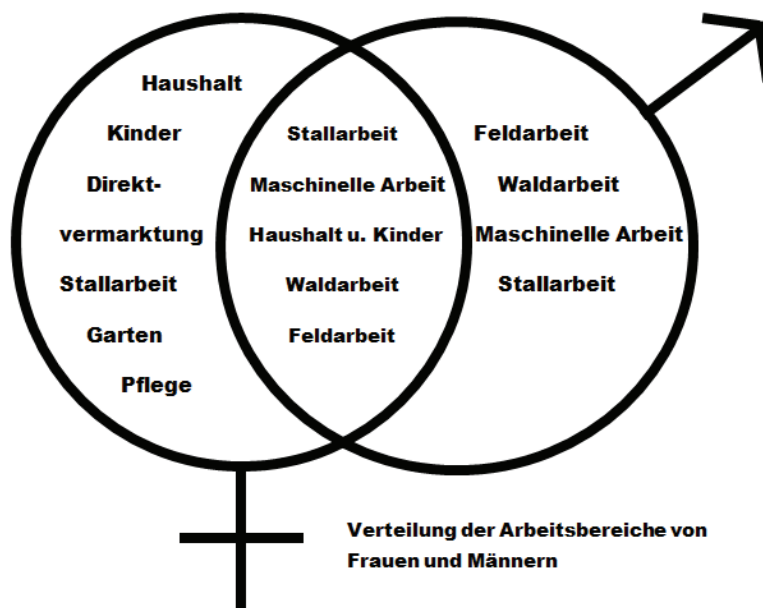 Haushalt
Kinder
Direkt-
vermarktung
Stallarbeit
Garten
Pflege
Stallarbeit
Maschinelle Arbeit
Haushalt u. Kinder
Waldarbeit
Feldarbeit
Feldarbeit
Waldarbeit
Maschinelle Arbeit
Stallarbeit
Verteilung der Arbeitsbereiche von
Frauen und Männern